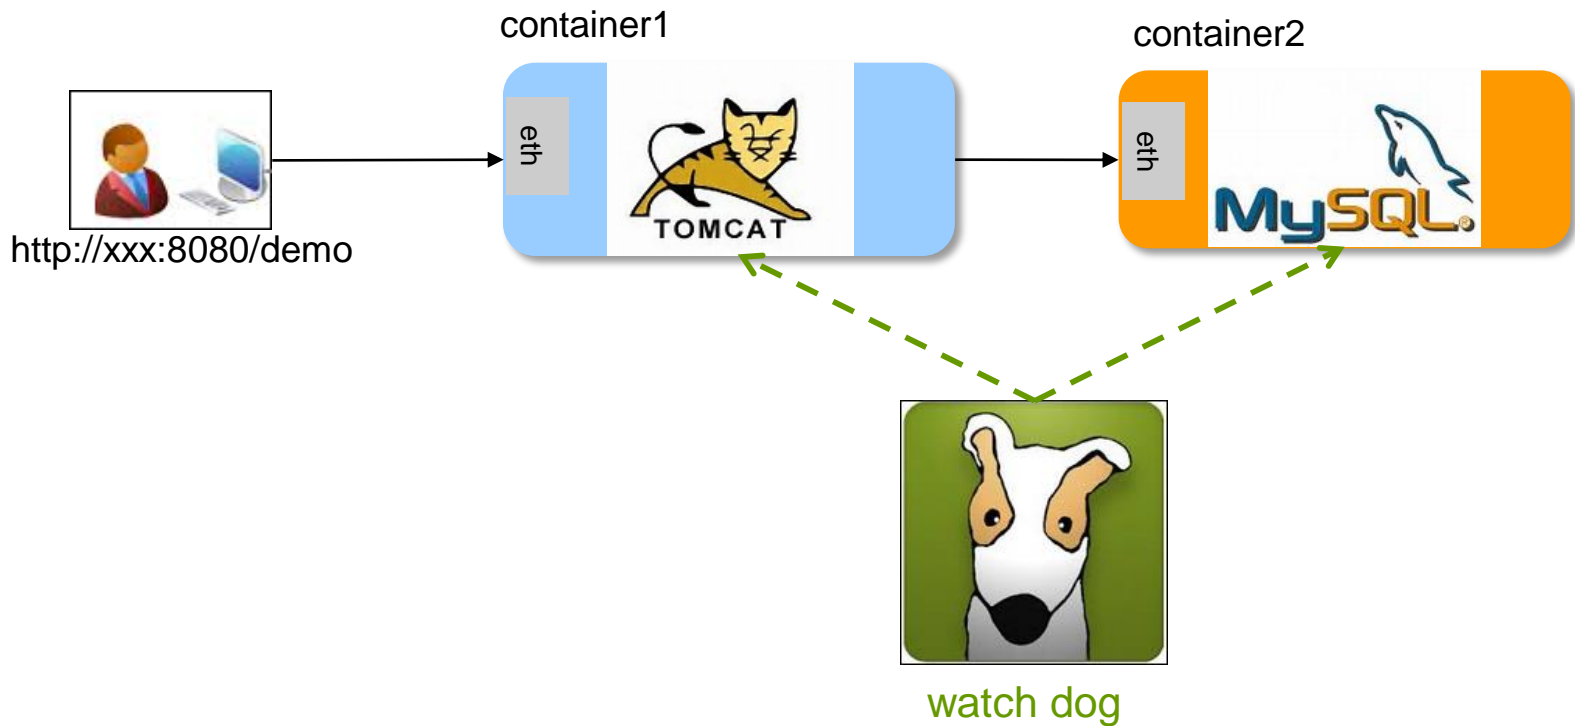 container1
container2
eth
eth
TOMCAT
MySQL®
http://xxx:8080/demo
watch dog